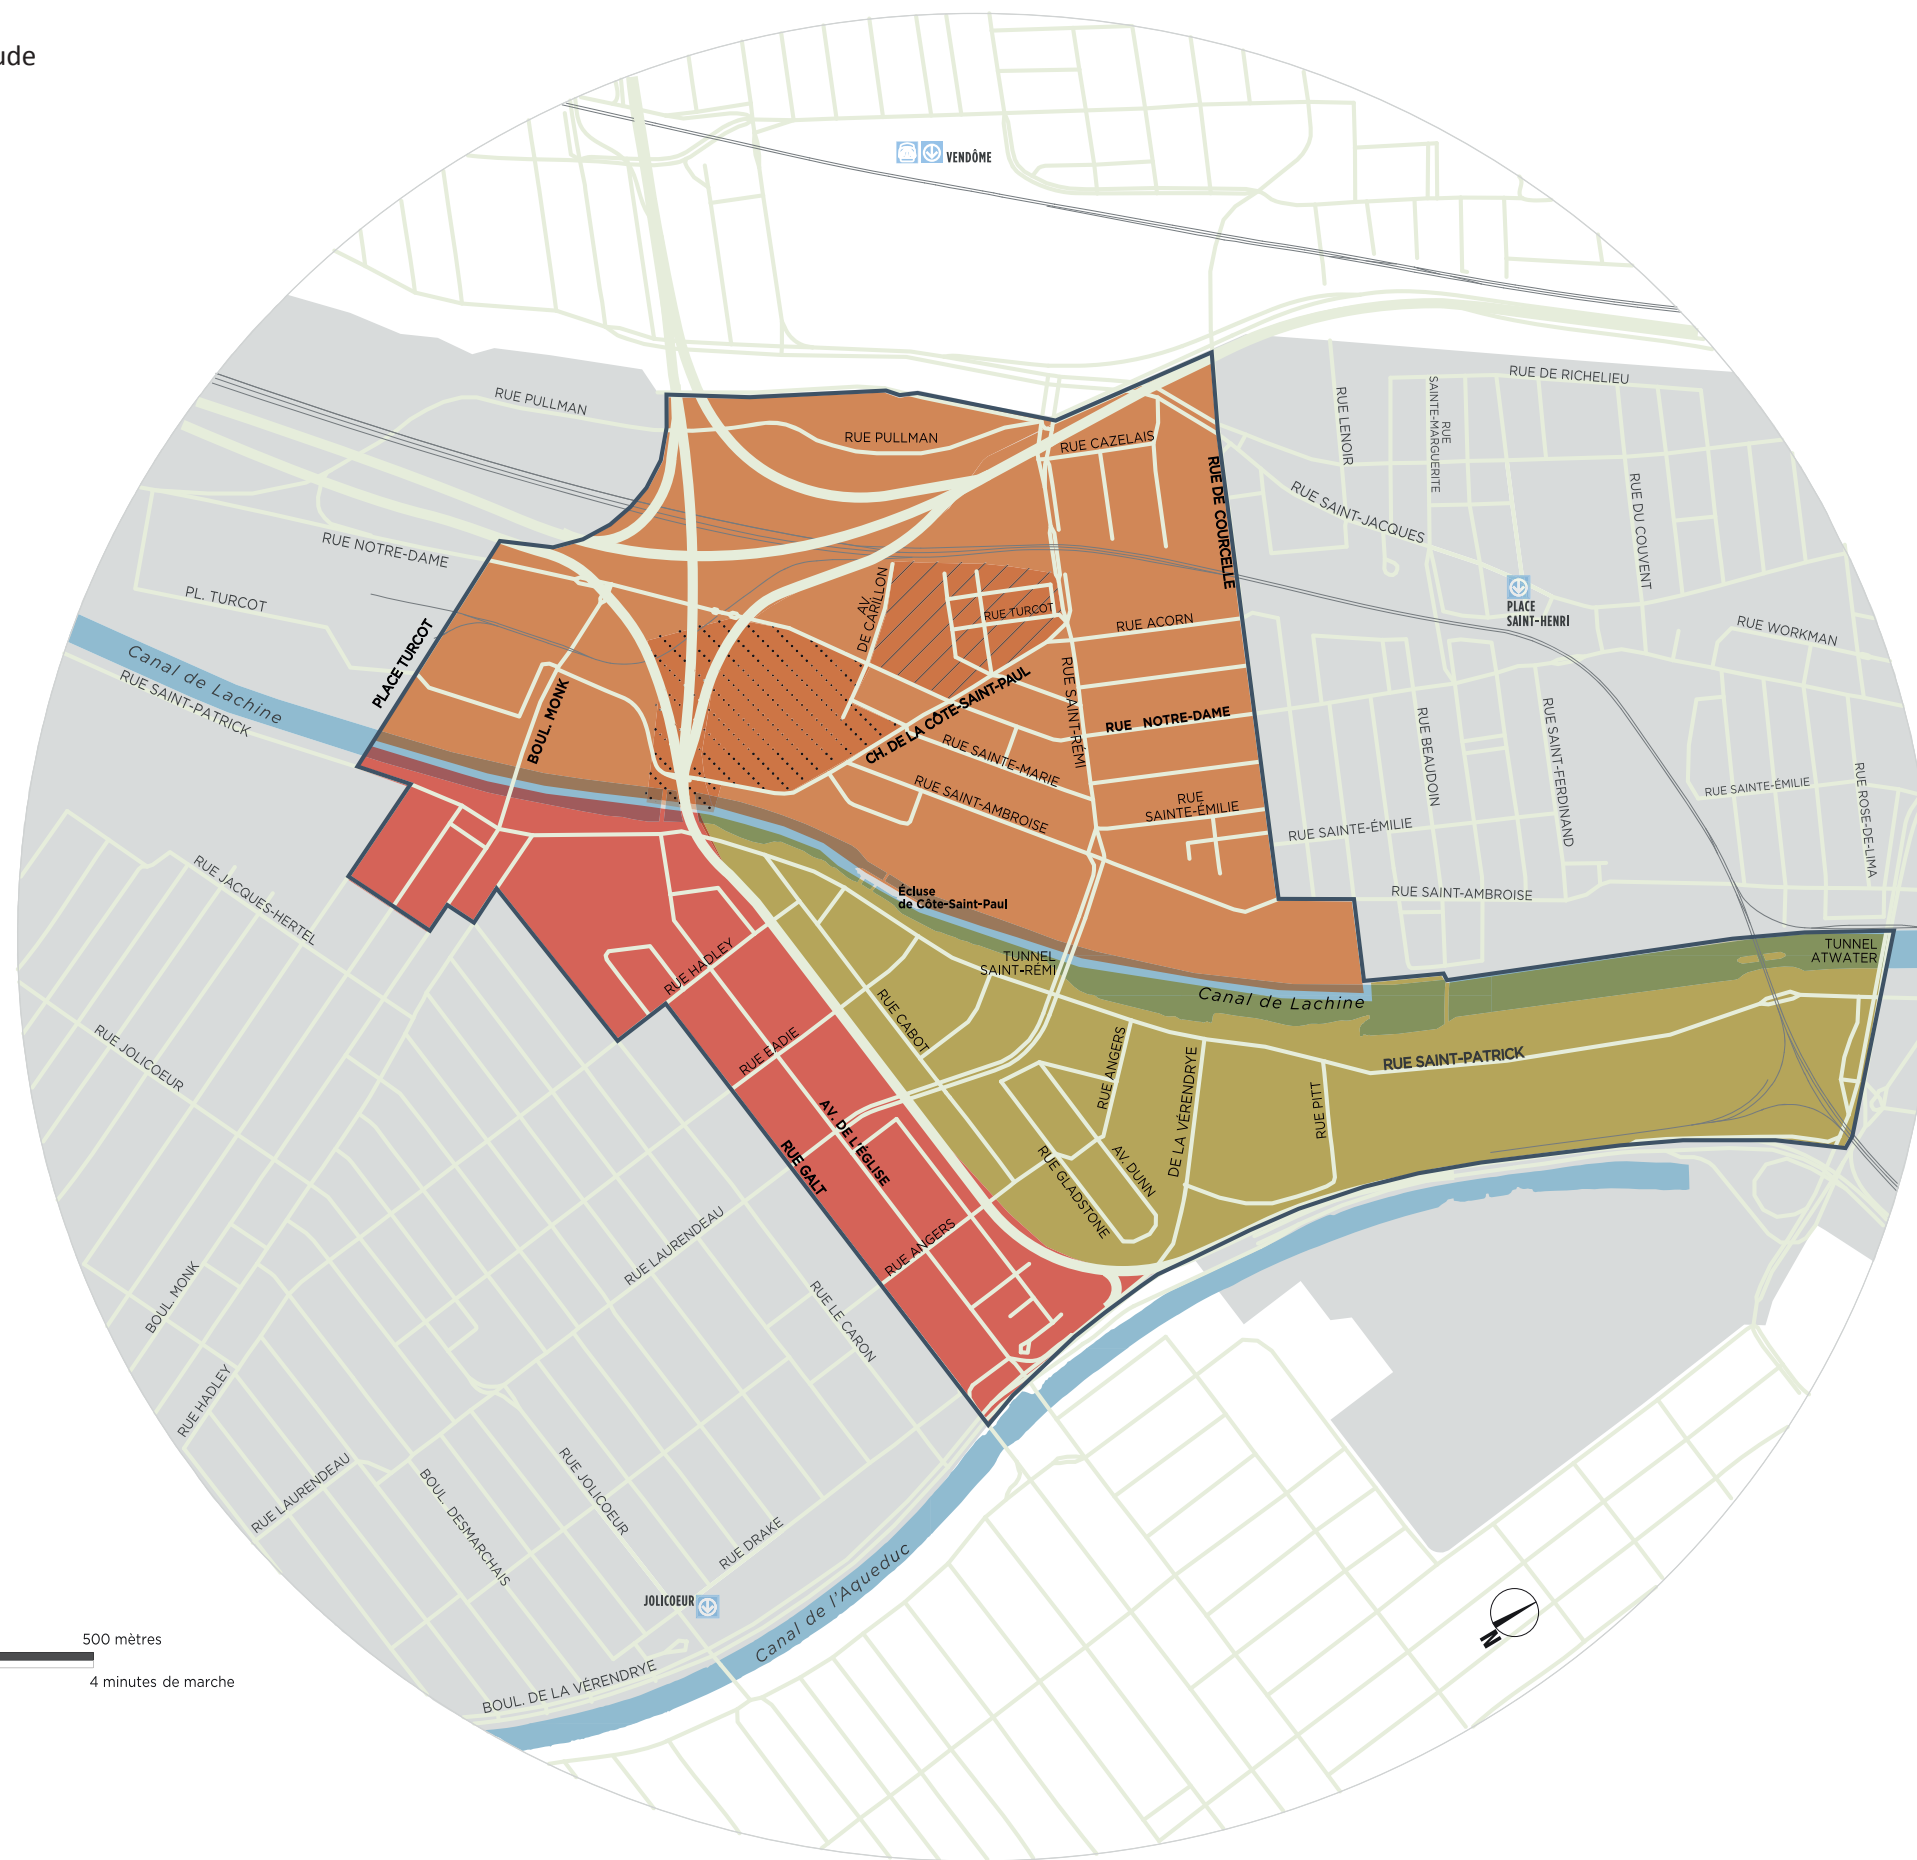 ude
VENDÔME
RUE PULLMAN
RUE PULLMAN
RUE CAZELAIS
RUE DE RICHELIEU
RUE LENOIR
RUE
SAINTE-MARGUERITE
RUE DU COUVENT
RUE SAINT-JACQUES
RUE DE COURCELLE
RUE NOTRE-DAME
PL. TURCOT
PLACE TURCOT
Canal de Lachine
RUE SAINT-PATRICK
BOUL. MONK
AV.
DE CARILLON
RUE TURCOT
RUE ACORN
PLACE
SAINT-HENRI
RUE WORKMAN
CH. DE LA CÔTE-SAINT-PAUL
RUE SAINT-RÉMI
RUE NOTRE-DAME
RUE SAINTE-MARIE
RUE SAINT-AMBROISE
RUE
SAINTE-ÉMILIE
RUE SAINTE-ÉMILIE
RUE BEAUDOIN
RUE SAINT-FERDINAND
RUE SAINTE-ÉMILIE
RUE ROSE-DE-LIMA
RUE SAINT-AMBROISE
RUE JACQUES-HERTEL
Écluse
de Côte-Saint-Paul
TUNNEL
SAINT-RÉMI
TUNNEL
ATWATER
Canal de Lachine
RUE HADLEY
RUE CABOT
RUE EADIE
RUE JOLICOEUR
RUE ANGERS
DE LA VÉRENDRYE
RUE PITT
RUE SAINT-PATRICK
AV. DE L'ÉGLISE
RUE GALT
AV. DUNN
RUE GLADSTONE
RUE ANGERS
RUE LAURENDEAU
BOUL. MONK
RUE LE CARON
RUE HADLEY
RUE LAURENDEAU
BOUL. DESMARCHAIS
RUE JOLICOEUR
RUE DRAKE
JOLICOEUR
Canal de l'Aqueduc
BOUL. DE LA VÉRENDRYE
N
500 mètres
4 minutes de marche